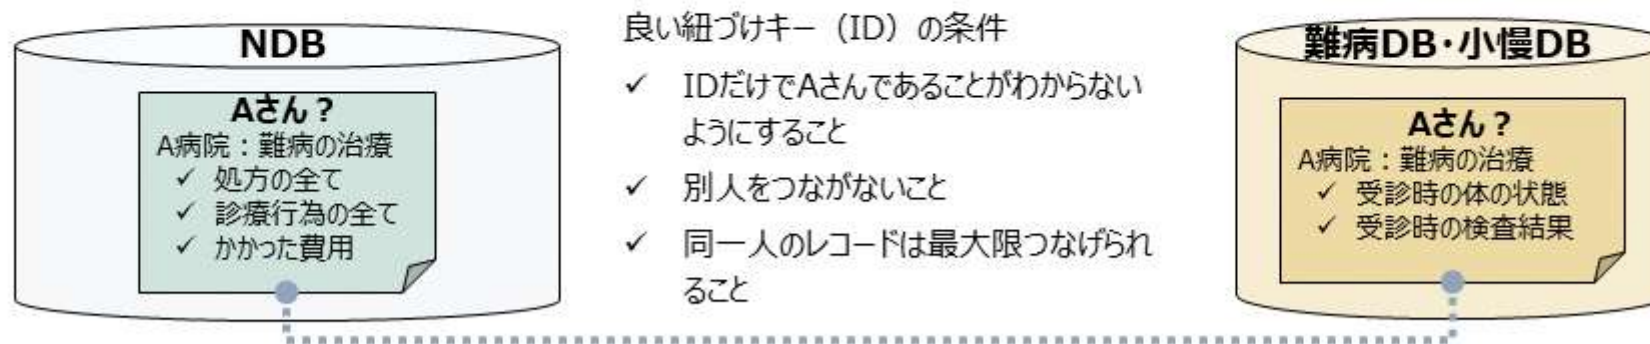 NDB
Aさん？
A病院：難病の治療
✓ 処方の全て
✓ 診療行為の全て
✓ かかった費用
良い紐づけキー（ID）の条件
✓ IDだけでAさんであることがわからない
ようにすること
✓ 別人をつながないこと
✓ 同一人のレコードは最大限つなげられ
ること
難病DB・小慢DB
Aさん？
A病院：難病の治療
✓ 受診時の体の状態
✓ 受診時の検査結果